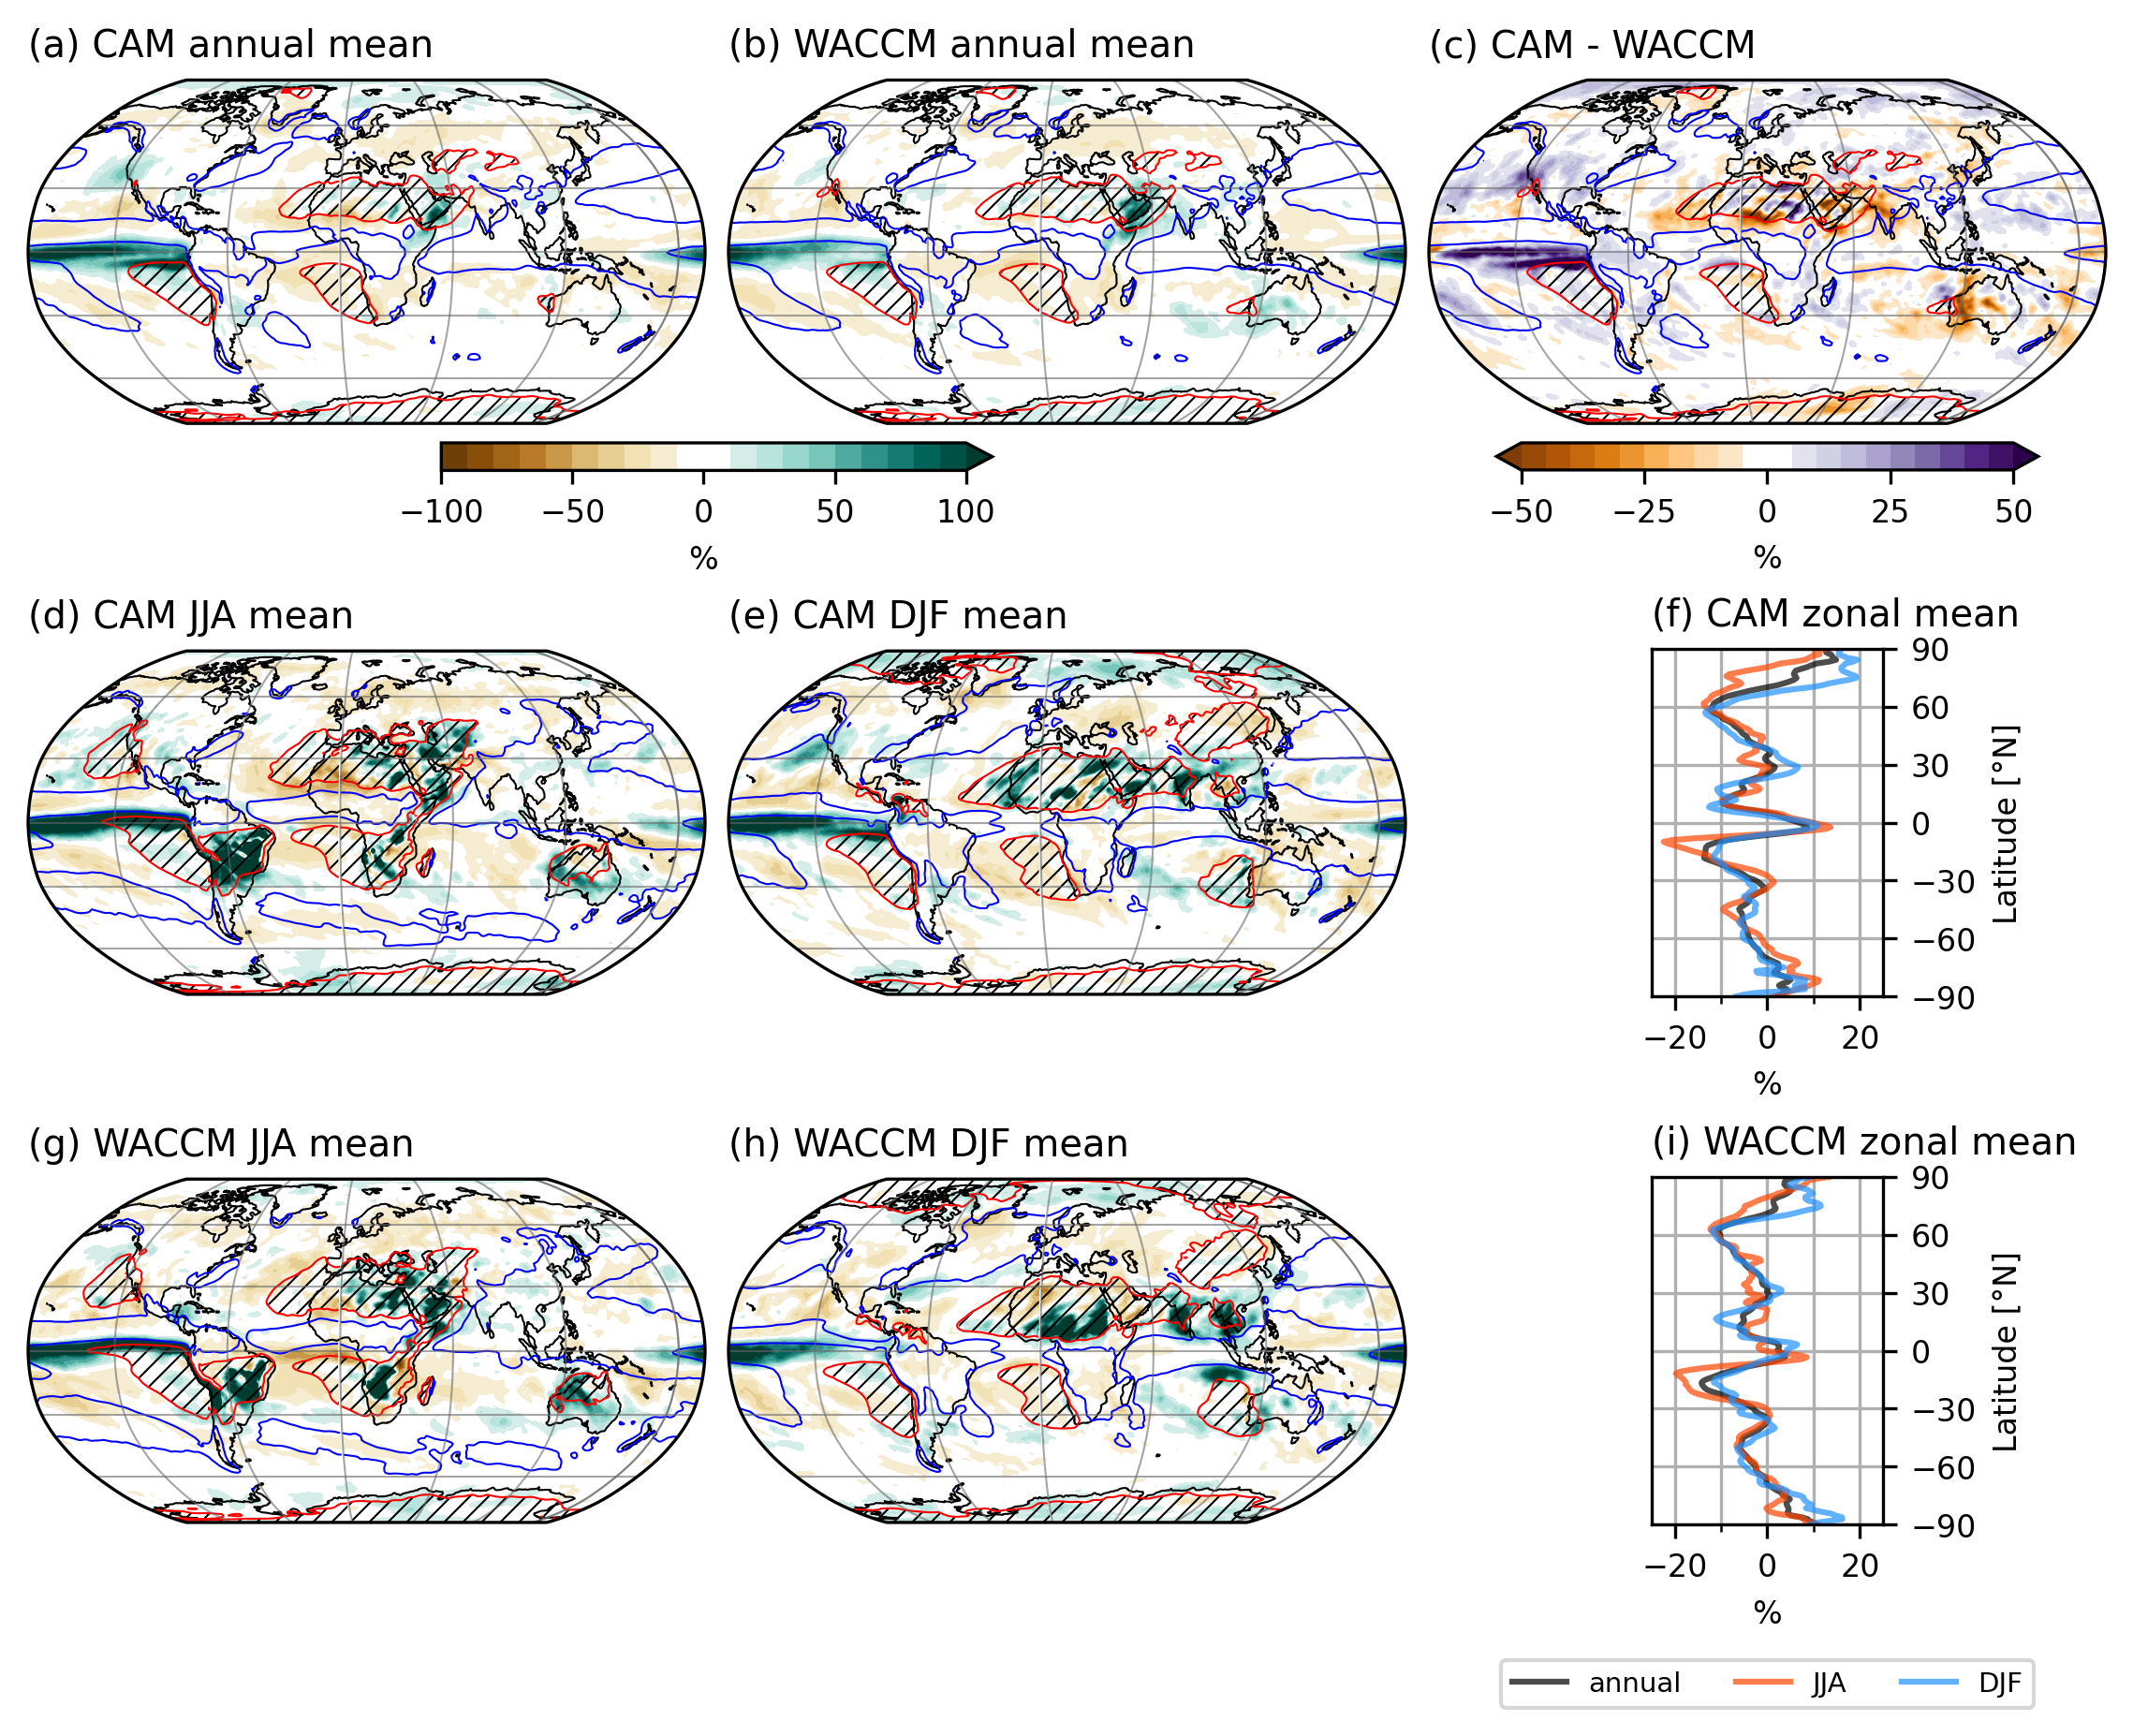 (a) CAM annual mean
(b) WACCM annual mean
(c) CAM - WACCM
−100 −50 0 50 100
%
−50 −25 0 25 50
%
(d) CAM JJA mean
(e) CAM DJF mean
(f) CAM zonal mean
90
60
30
0
−30
−60
−90
Latitude [°N]
−20 0 20
%
(g) WACCM JJA mean
(h) WACCM DJF mean
(i) WACCM zonal mean
90
60
30
0
−30
−60
−90
Latitude [°N]
−20 0 20
%
annual JJA DJF